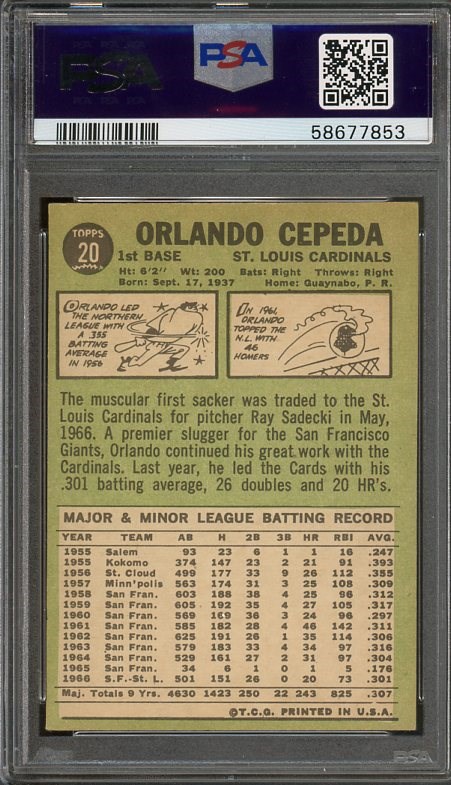 PSA
PSA
58677853
TOPPS
20
ORLANDO CEPEDA
1st BASE ST. LOUIS CARDINALS
Ht: 6'2" Wt: 200 Bats: Right Throws: Right
Born: Sept. 17, 1937 Home: Guaynabo, P. R.
ORLANDO LED
THE NORTHERN
LEAGUE WITH
A 355
BATTING
AVERAGE
IN 1956
IN 1961,
ORLANDO
TOPPED THE
N.L. WITH
46
HOMERS
The muscular first sacker was traded to the St.
Louis Cardinals for pitcher Ray Sadecki in May,
1966. A premier slugger for the San Francisco
Giants, Orlando continued his great work with the
Cardinals. Last year, he led the Cards with his
.301 batting average, 26 doubles and 20 HR's.
MAJOR & MINOR LEAGUE BATTING RECORD
YEAR TEAM AB H 2B 3B HR RBI AVG.
1955 Salem 93 23 6 1 1 16 .247
1955 Kokomo 374 147 23 2 21 91 .393
1956 St. Cloud 499 177 33 9 26 112 .355
1957 Minn'polis 563 174 31 3 25 108 .309
1958 San Fran. 603 188 38 4 25 96 .312
1959 San Fran. 605 192 35 4 27 105 .317
1960 San Fran. 569 169 36 3 24 96 .297
1961 San Fran. 585 182 28 4 46 142 .311
1962 San Fran. 625 191 26 1 35 114 .306
1963 San Fran. 579 183 33 4 34 97 .316
1964 San Fran. 529 161 27 2 31 97 .304
1965 San Fran. 34 6 1 0 1 5 .176
1966 S.F.-St. L. 501 151 26 0 20 73 .301
Maj. Totals 9 Yrs. 4630 1423 250 22 243 825 .307
©T.C.G. PRINTED IN U.S.A.
PSA